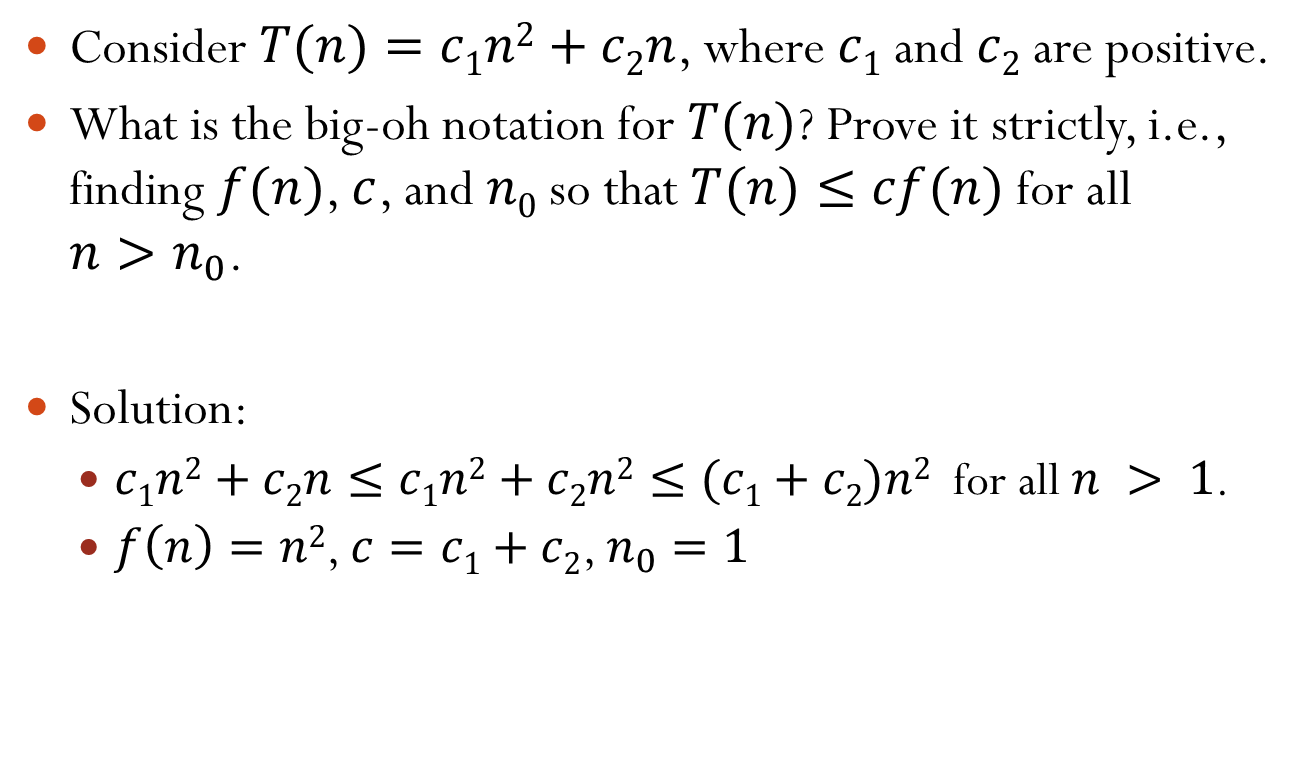 • Consider T(n) = c₁n² + c₂n, where c₁ and c₂ are positive.
• What is the big-oh notation for T(n)? Prove it strictly, i.e.,
finding f(n), c, and n₀ so that T(n) ≤ cf(n) for all
n > n₀.
• Solution:
• c₁n² + c₂n ≤ c₁n² + c₂n² ≤ (c₁ + c₂)n² for all n > 1.
• f(n) = n², c = c₁ + c₂, n₀ = 1